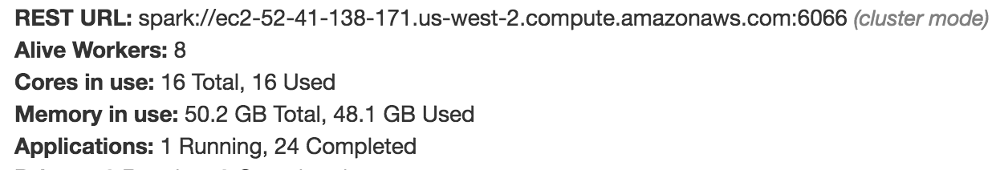 REST URL: spark://ec2-52-41-138-171.us-west-2.compute.amazonaws.com:6066 (cluster mode)
Alive Workers: 8
Cores in use: 16 Total, 16 Used
Memory in use: 50.2 GB Total, 48.1 GB Used
Applications: 1 Running, 24 Completed